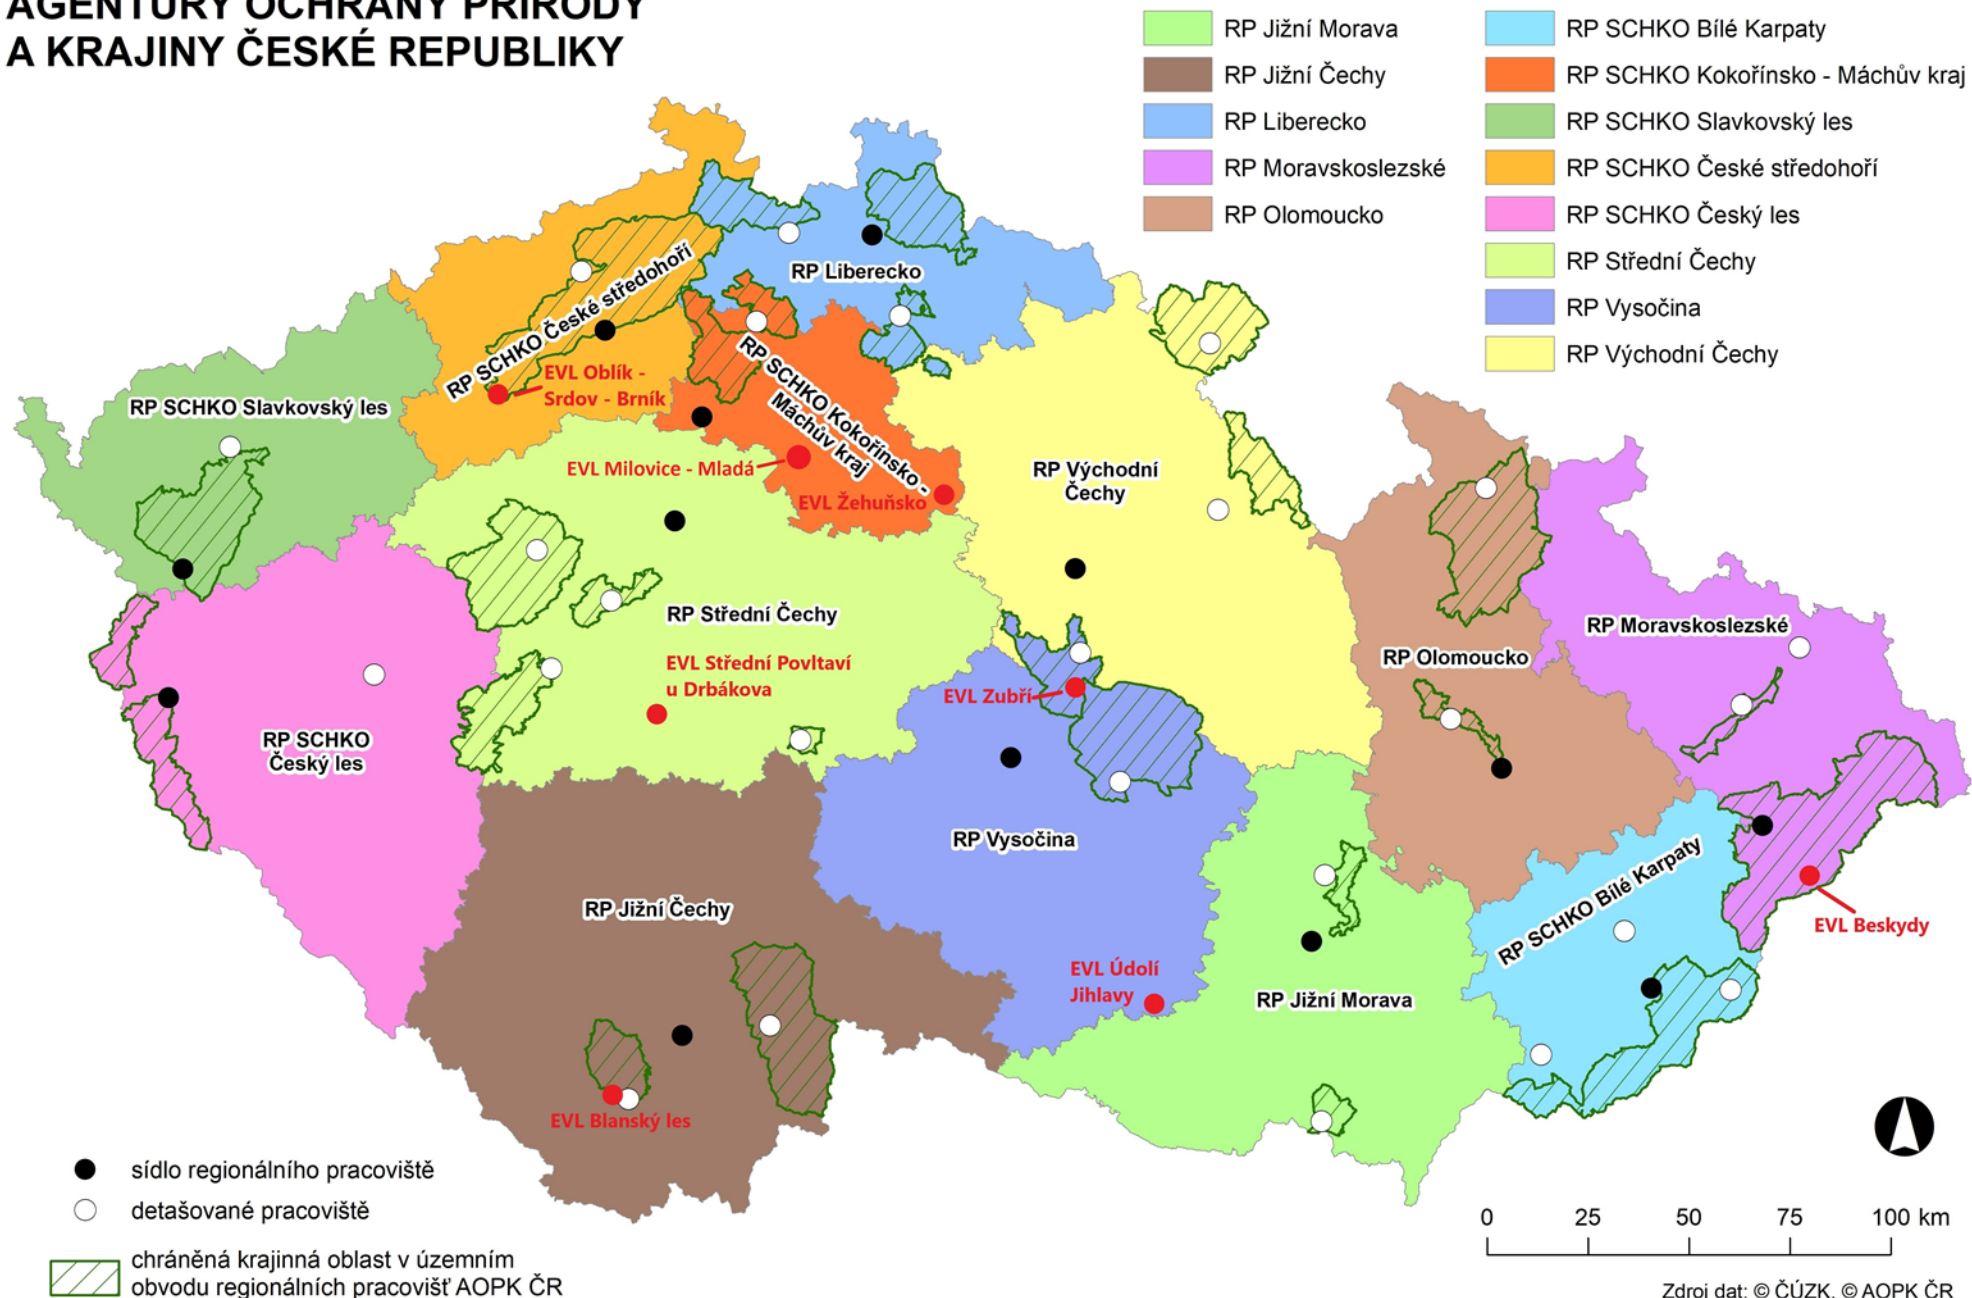 AGENTURY OCHRANY PŘÍRODY
A KRAJINY ČESKÉ REPUBLIKY
RP Jižní Morava
RP Jižní Čechy
RP Liberecko
RP Moravskoslezské
RP Olomoucko
RP SCHKO Bílé Karpaty
RP SCHKO Kokořínsko - Máchův kraj
RP SCHKO Slavkovský les
RP SCHKO České středohoří
RP SCHKO Český les
RP Střední Čechy
RP Vysočina
RP Východní Čechy
RP Liberecko
RP SCHKO České středohoří
EVL Oblík -
Srdov - Brník
RP SCHKO Slavkovský les
RP SCHKO Kokořínsko -
Máchův kraj
EVL Milovice - Mladá
EVL Žehuňsko
RP Východní
Čechy
RP Střední Čechy
EVL Střední Povltaví
u Drbákova
EVL Zubří
RP Olomoucko
RP Moravskoslezské
RP SCHKO
Český les
RP Vysočina
RP Jižní Čechy
RP SCHKO Bílé Karpaty
EVL Beskydy
EVL Údolí
Jihlavy
RP Jižní Morava
EVL Blanský les
sídlo regionálního pracoviště
detašované pracoviště
chráněná krajinná oblast v územním
obvodu regionálních pracovišť AOPK ČR
0 25 50 75 100 km
Zdroj dat: © ČÚZK, © AOPK ČR